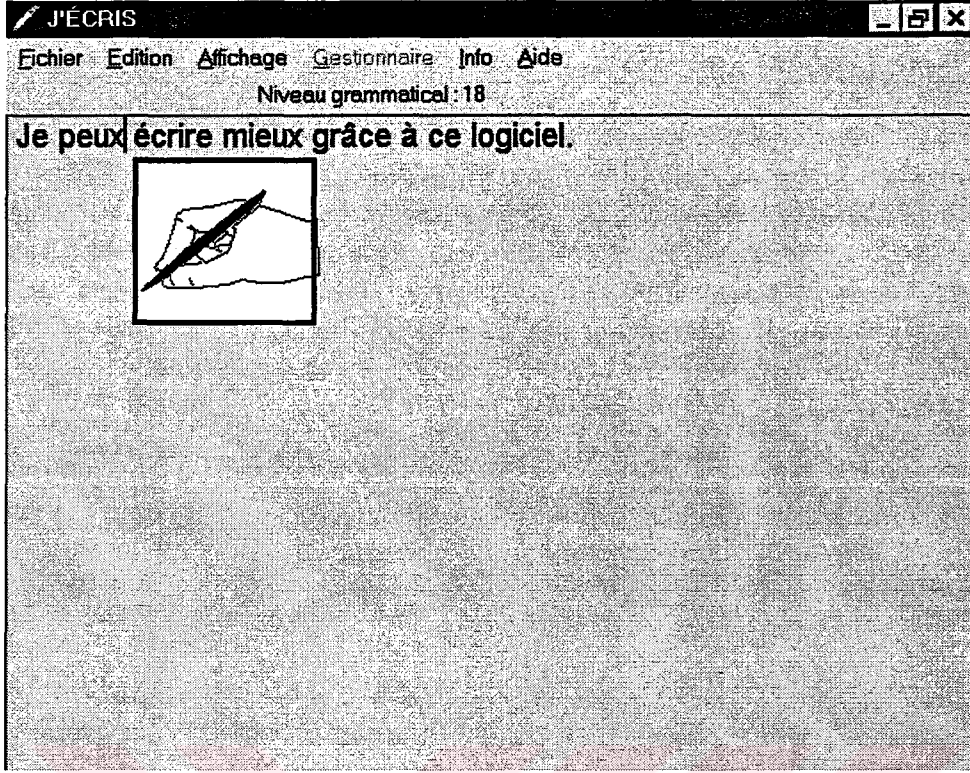 J'ÉCRIS
Fichier Edition Affichage Gestionnaire Info Aide
Niveau grammatical : 18
Je peux écrire mieux grâce à ce logiciel.